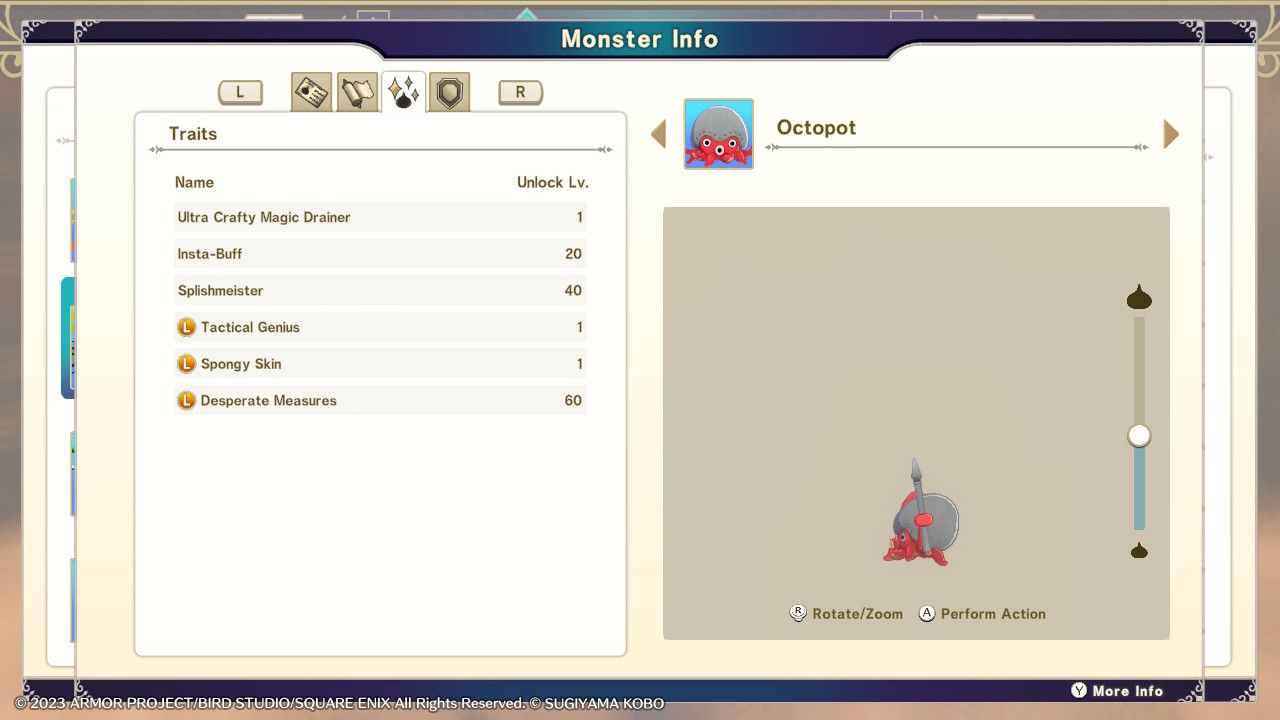 Monster Info
L
R
Traits
Octopot
Name Unlock Lv.
Ultra Crafty Magic Drainer 1
Insta-Buff 20
Splishmeister 40
L Tactical Genius 1
L Spongy Skin 1
L Desperate Measures 60
R Rotate/Zoom A Perform Action
Y More Info
© 2023 ARMOR PROJECT/BIRD STUDIO/SQUARE ENIX All Rights Reserved. © SUGIYAMA KOBO